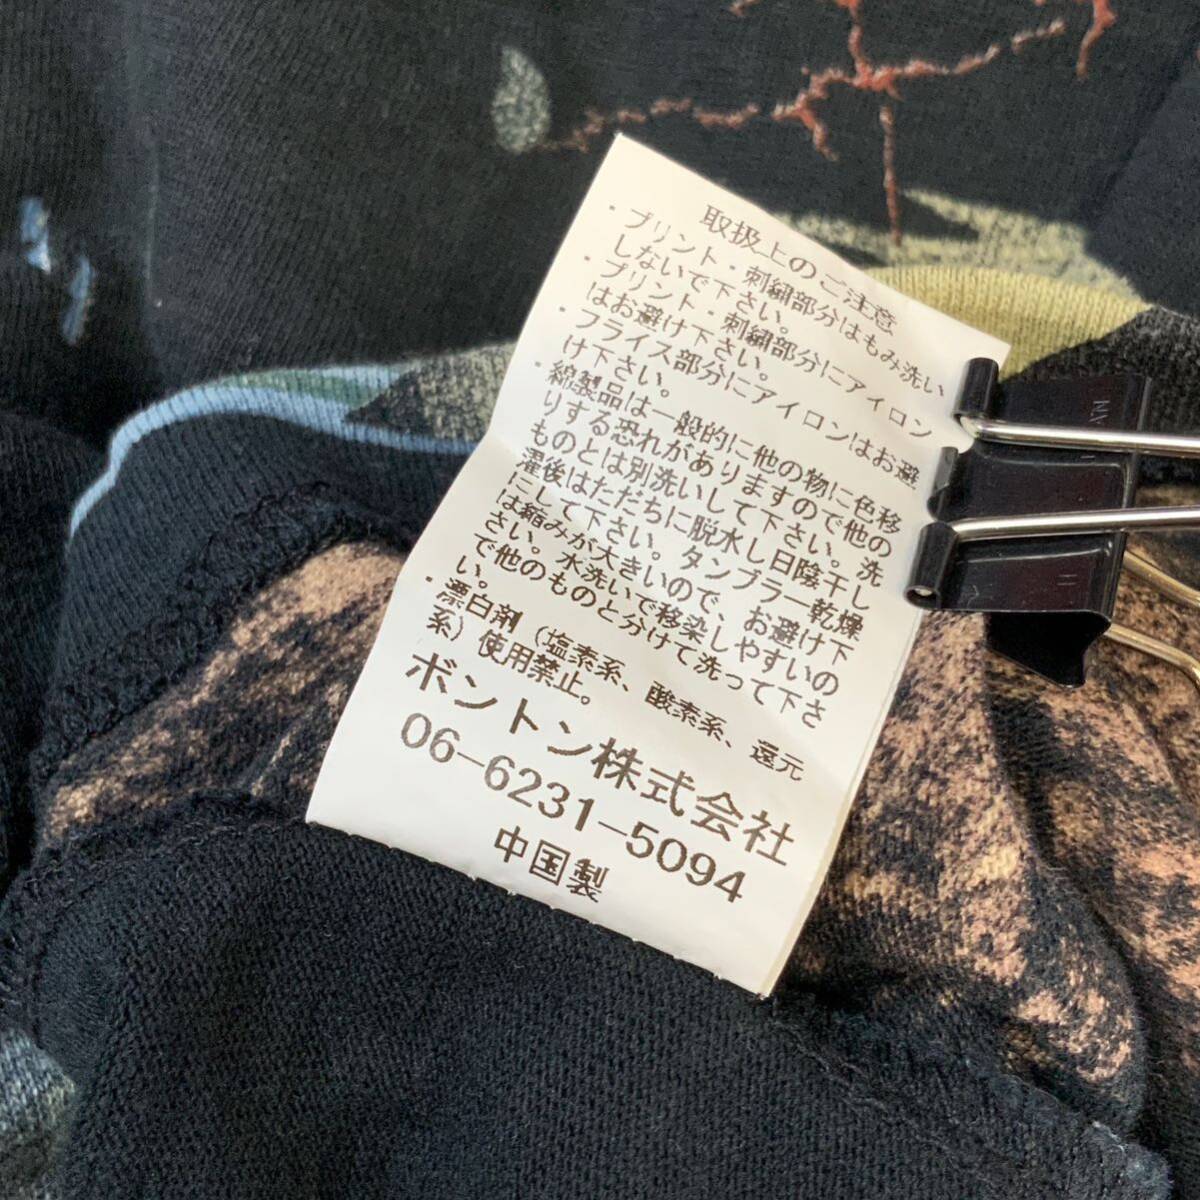 取扱上のご注意
・プリント・刺繍部分はもみ洗い
しないで下さい。
・プリント・刺繍部分にアイロン
はお避け下さい。
・フライス部分にアイロンはお避
け下さい。
・綿製品は一般的に他の物に色移
りする恐れがありますので他の
ものとは別洗いして下さい。洗
濯後はただちに脱水し日陰干し
にして下さい。タンブラー乾燥
は縮みが大きいので、お避け下
さい。水洗いで移染しやすいの
で他のものと分けて洗って下さ
い。
・漂白剤（塩素系、酸素系、還元
系）使用禁止。
ボントン株式会社
06-6231-5094
中国製